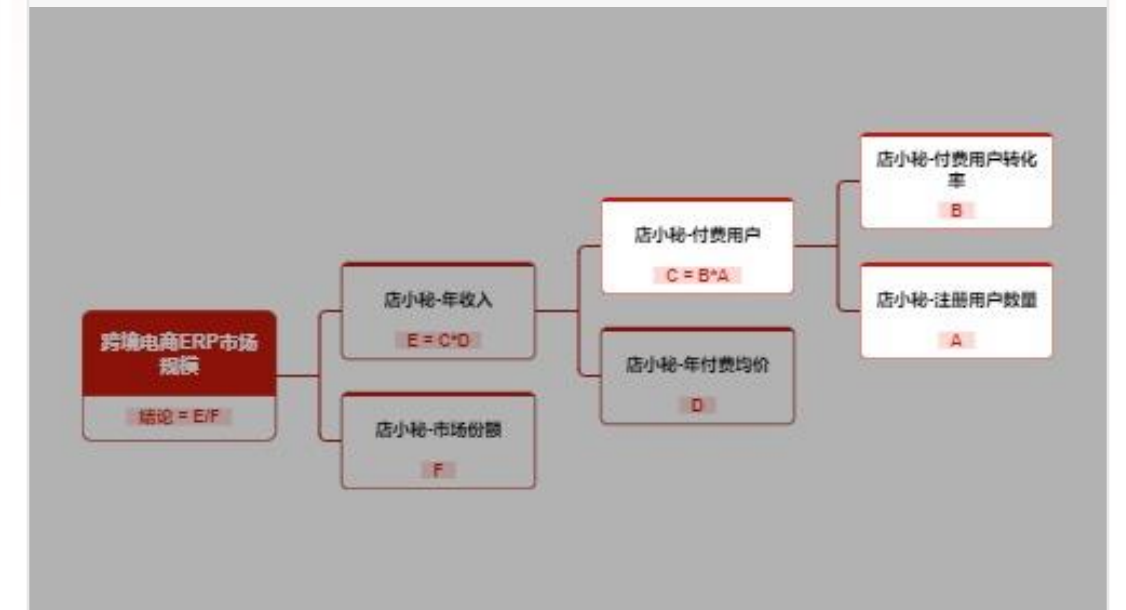 跨境电商ERP市场
规模
结论 = E/F
店小秘-年收入
E = C*D
店小秘-市场份额
F
店小秘-付费用户
C = B*A
店小秘-年付费均价
D
店小秘-付费用户转化
率
B
店小秘-注册用户数量
A